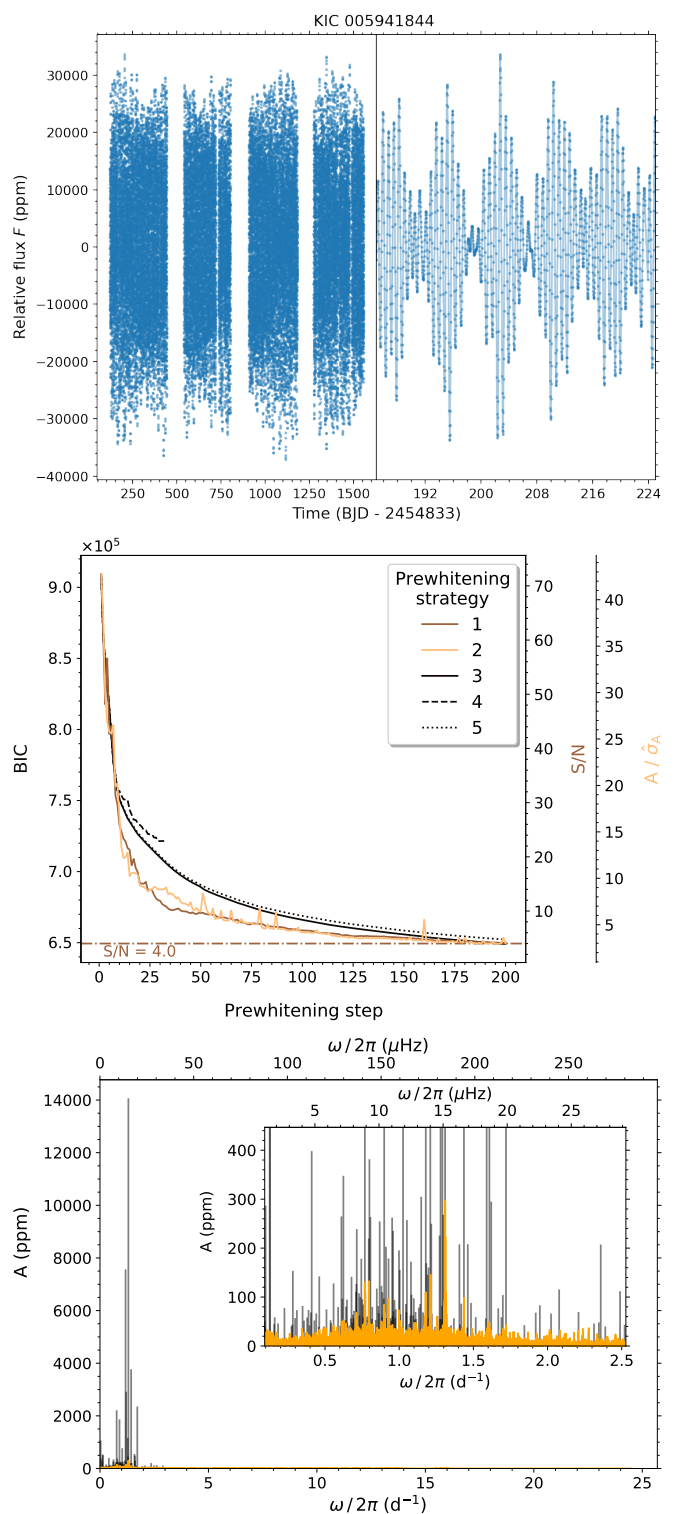 KIC 005941844
Relative flux F (ppm)
30000
20000
10000
0
−10000
−20000
−30000
−40000
250 500 750 1000 1250 1500 192 200 208 216 224
Time (BJD - 2454833)
×10⁵
BIC
9.0
8.5
8.0
7.5
7.0
6.5
Prewhitening
strategy
1
2
3
4
5
S/N = 4.0
70
60
50
40
30
20
10
S/N
40
35
30
25
20
15
10
5
A / σ̂_A
0 25 50 75 100 125 150 175 200
Prewhitening step
ω/2π (μHz)
0 50 100 150 200 250
A (ppm)
14000
12000
10000
8000
6000
4000
2000
0
ω/2π (μHz)
5 10 15 20 25
A (ppm)
400
300
200
100
0
0.5 1.0 1.5 2.0 2.5
ω/2π (d⁻¹)
0 5 10 15 20 25
ω/2π (d⁻¹)